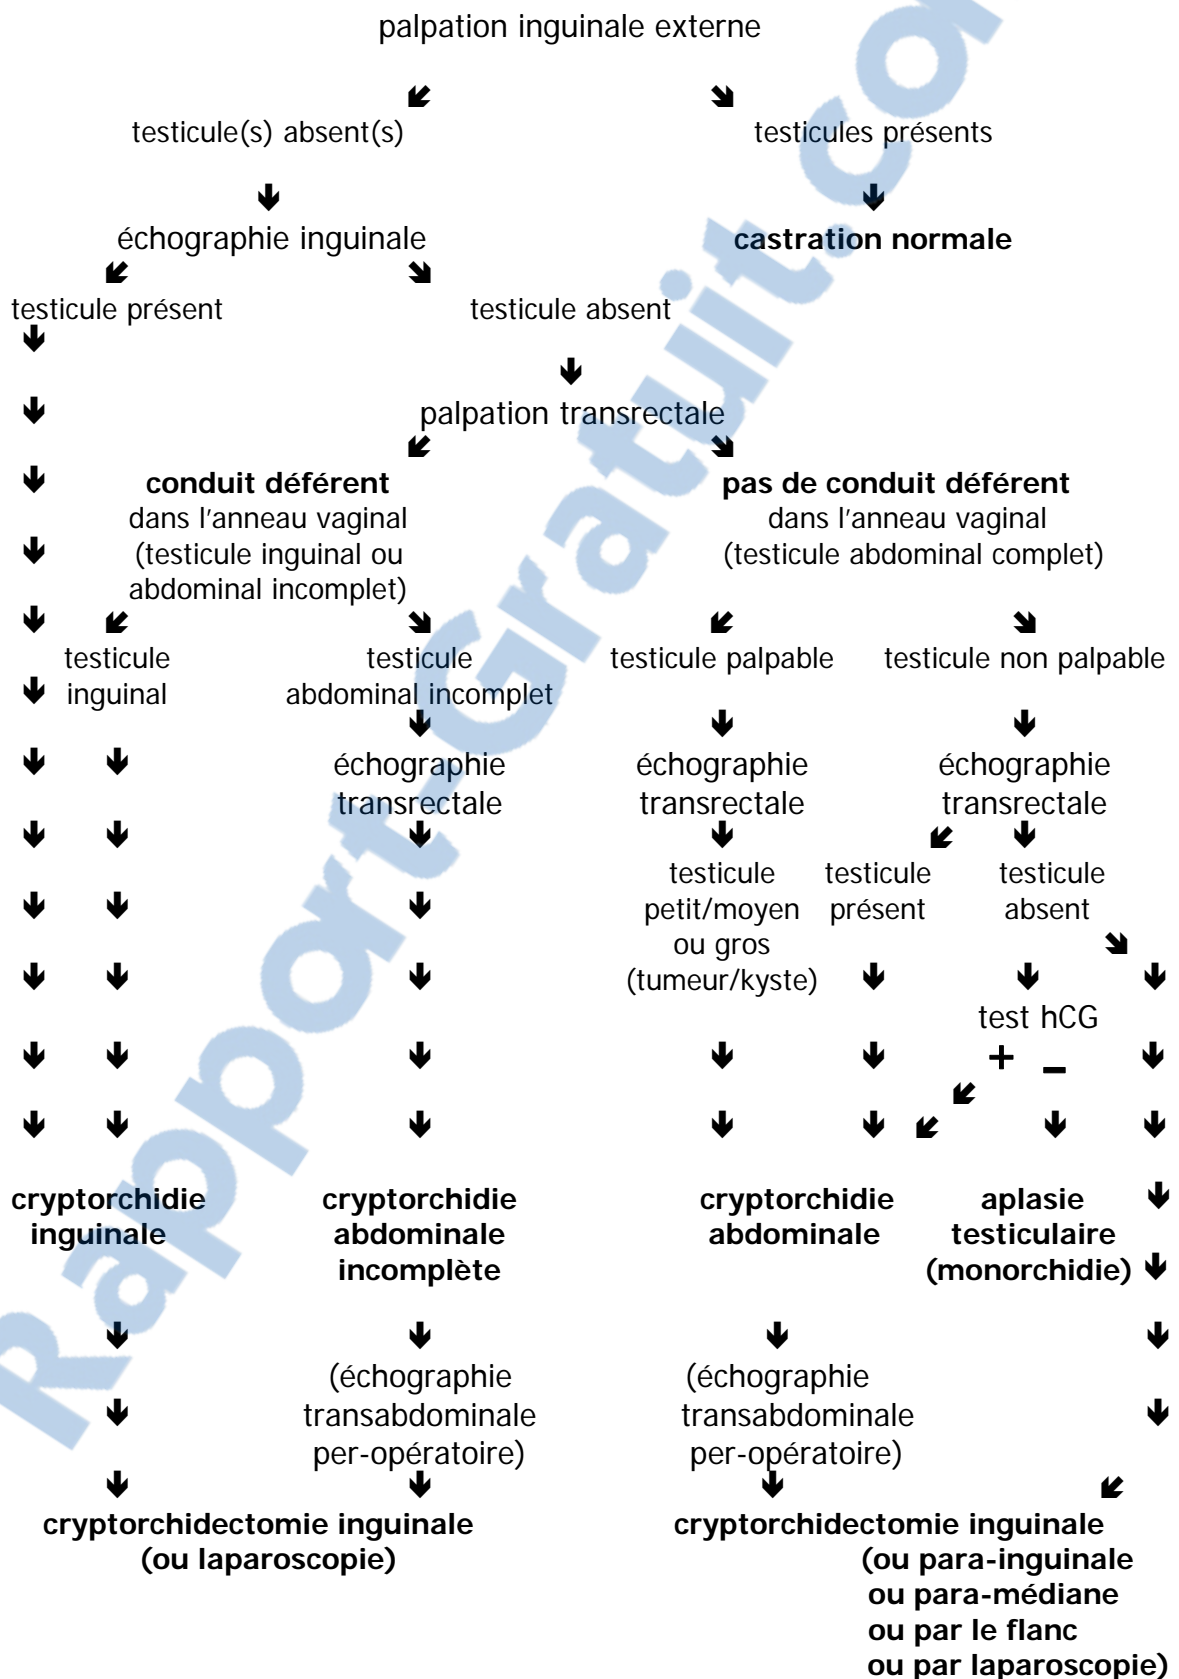 palpation inguinale externe
testicule(s) absent(s)
testicules présents
échographie inguinale
castration normale
testicule présent
testicule absent
palpation transrectale
conduit déférent
dans l'anneau vaginal
(testicule inguinal ou
abdominal incomplet)
pas de conduit déférent
dans l'anneau vaginal
(testicule abdominal complet)
testicule
inguinal
testicule
abdominal incomplet
testicule palpable
testicule non palpable
échographie
transrectale
échographie
transrectale
échographie
transrectale
testicule
petit/moyen
ou gros
(tumeur/kyste)
testicule
présent
testicule
absent
test hCG
+ –
cryptorchidie
inguinale
cryptorchidie
abdominale
incomplète
cryptorchidie
abdominale
aplasie
testiculaire
(monorchidie)
(échographie
transabdominale
per-opératoire)
(échographie
transabdominale
per-opératoire)
cryptorchidectomie inguinale
(ou laparoscopie)
cryptorchidectomie inguinale
(ou para-inguinale
ou para-médiane
ou par le flanc
ou par laparoscopie)
Rapport-Gratuit.co